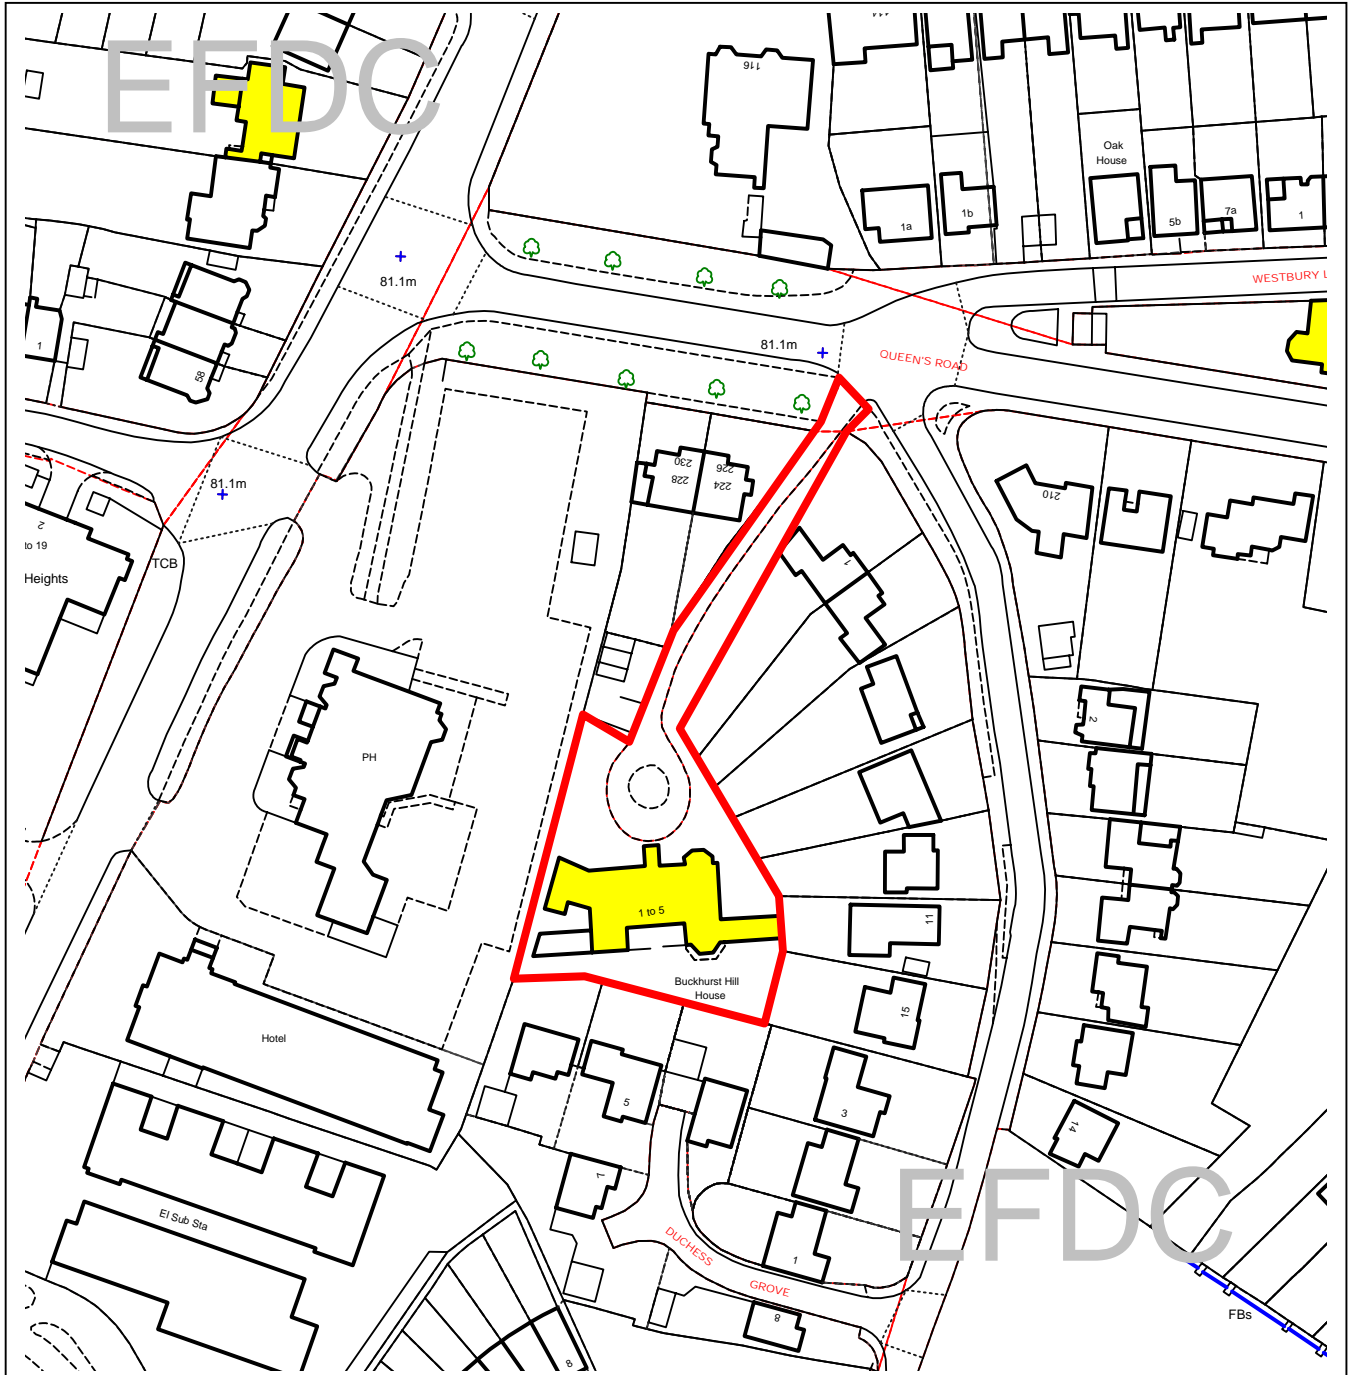 EFDC
116
Oak
House
1a
1b
5b
7a
1
81.1m
WESTBURY L
1
58
81.1m
QUEEN'S ROAD
230
228
226
224
210
81.1m
2
to 19
Heights
TCB
1
2
PH
11
1 to 5
Buckhurst Hill
House
15
Hotel
5
3
14
7
El Sub Sta
EFDC
DUCHESS
GROVE
1
8
FBs
8